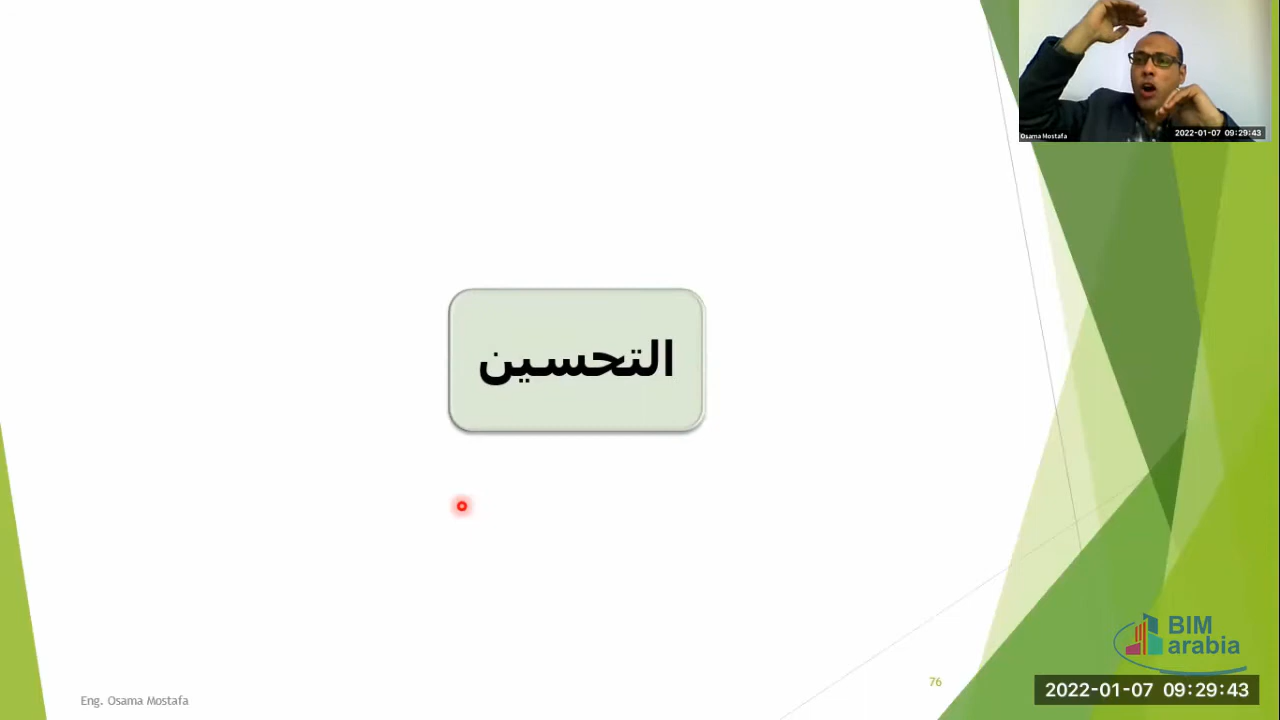 Osama Mostafa
2022-01-07 09:29:43
التحسين
BIM
arabia
76
2022-01-07 09:29:43
Eng. Osama Mostafa